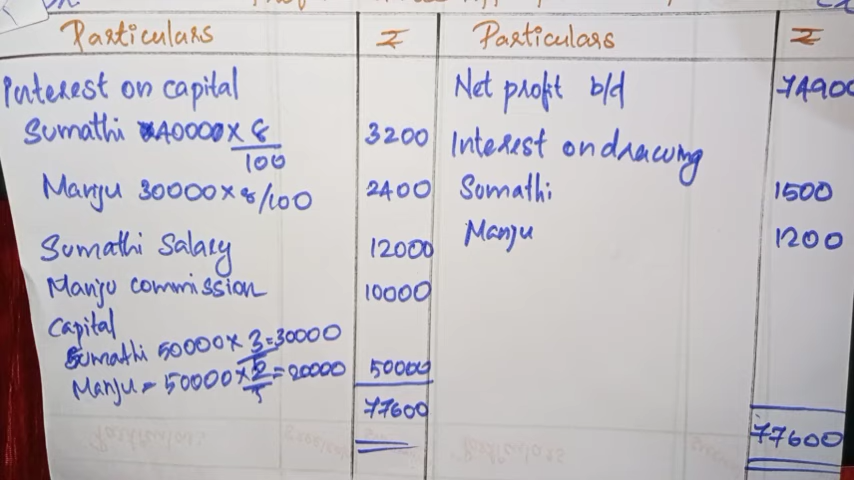 Particulars ₹ Particulars ₹
Interest on capital
Sumathi 40000 × 8/100 3200
Manju 30000 × 8/100 2400
Sumathi Salary 12000
Manju commission 10000
Capital
Sumathi 50000 × 3/5 = 30000
Manju - 50000 × 2/5 = 20000 50000
77600
Net profit b/d 74900
Interest on drawing
Sumathi 1500
Manju 1200
77600